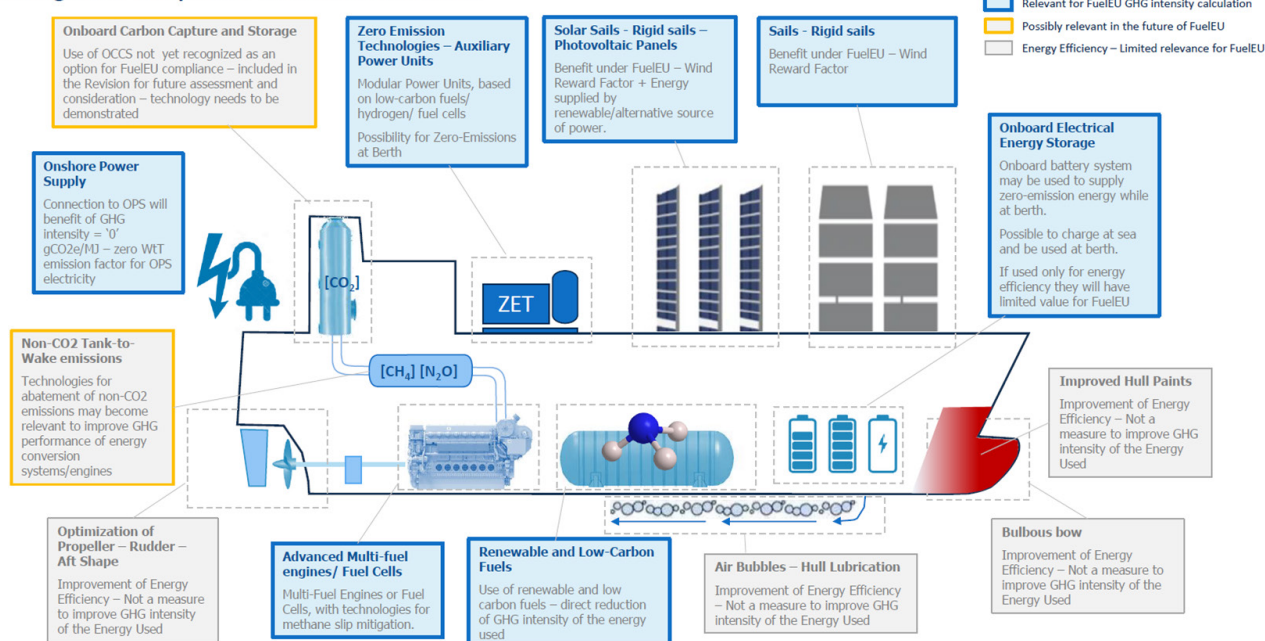 Relevant for FuelEU GHG intensity calculation
Possibly relevant in the future of FuelEU
Energy Efficiency – Limited relevance for FuelEU
Onboard Carbon Capture and Storage
Use of OCCS not yet recognized as an
option for FuelEU compliance – included in
the Revision for future assessment and
consideration – technology needs to be
demonstrated
Zero Emission
Technologies – Auxiliary
Power Units
Modular Power Units, based
on low-carbon fuels/
hydrogen/ fuel cells
Possibility for Zero-Emissions
at Berth
Solar Sails - Rigid sails –
Photovoltaic Panels
Benefit under FuelEU – Wind
Reward Factor + Energy
supplied by
renewable/alternative source
of power.
Sails - Rigid sails
Benefit under FuelEU – Wind
Reward Factor
Onboard Electrical
Energy Storage
Onboard battery system
may be used to supply
zero-emission energy while
at berth.
Possible to charge at sea
and be used at berth.
If used only for energy
efficiency they will have
limited value for FuelEU
Onshore Power
Supply
Connection to OPS will
benefit of GHG
intensity = '0'
gCO2e/MJ – zero WtT
emission factor for OPS
electricity
[CO₂]
ZET
Non-CO2 Tank-to-
Wake emissions
Technologies for
abatement of non-CO2
emissions may become
relevant to improve GHG
performance of energy
conversion
systems/engines
[CH₄] [N₂O]
Improved Hull Paints
Improvement of Energy
Efficiency – Not a
measure to improve GHG
intensity of the Energy
Used
Optimization of
Propeller – Rudder –
Aft Shape
Improvement of Energy
Efficiency – Not a measure
to improve GHG intensity
of the Energy Used
Advanced Multi-fuel
engines/ Fuel Cells
Multi-Fuel Engines or Fuel
Cells, with technologies for
methane slip mitigation.
Renewable and Low-Carbon
Fuels
Use of renewable and low
carbon fuels – direct reduction
of GHG intensity of the energy
used
Air Bubbles – Hull Lubrication
Improvement of Energy Efficiency
– Not a measure to improve GHG
intensity of the Energy Used
Bulbous bow
Improvement of Energy
Efficiency – Not a measure to
improve GHG intensity of the
Energy Used